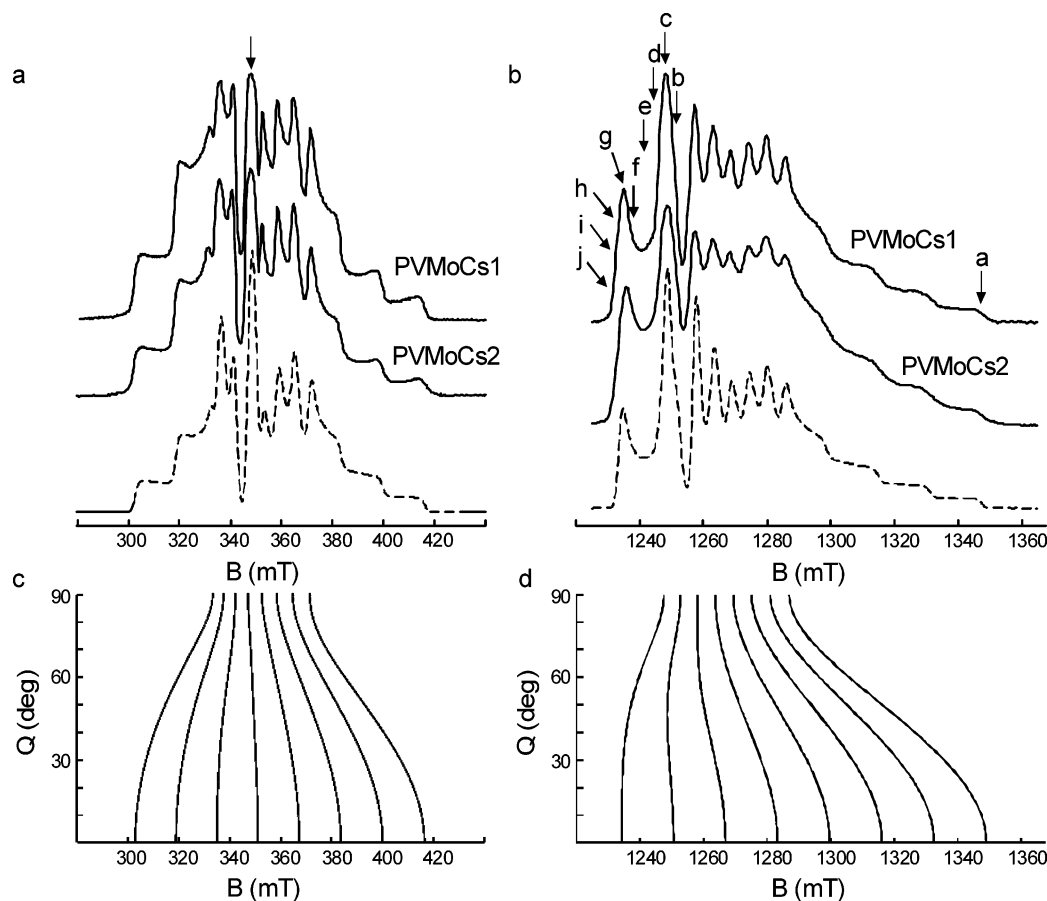 a
PVMoCs1
PVMoCs2
300 320 340 360 380 400 420
B (mT)
b
c
d
b
e
g
f
h
i
j
a
PVMoCs1
PVMoCs2
1240 1260 1280 1300 1320 1340 1360
B (mT)
c
90
60
30
Q (deg)
300 320 340 360 380 400 420
B (mT)
d
90
60
30
Q (deg)
1240 1260 1280 1300 1320 1340 1360
B (mT)